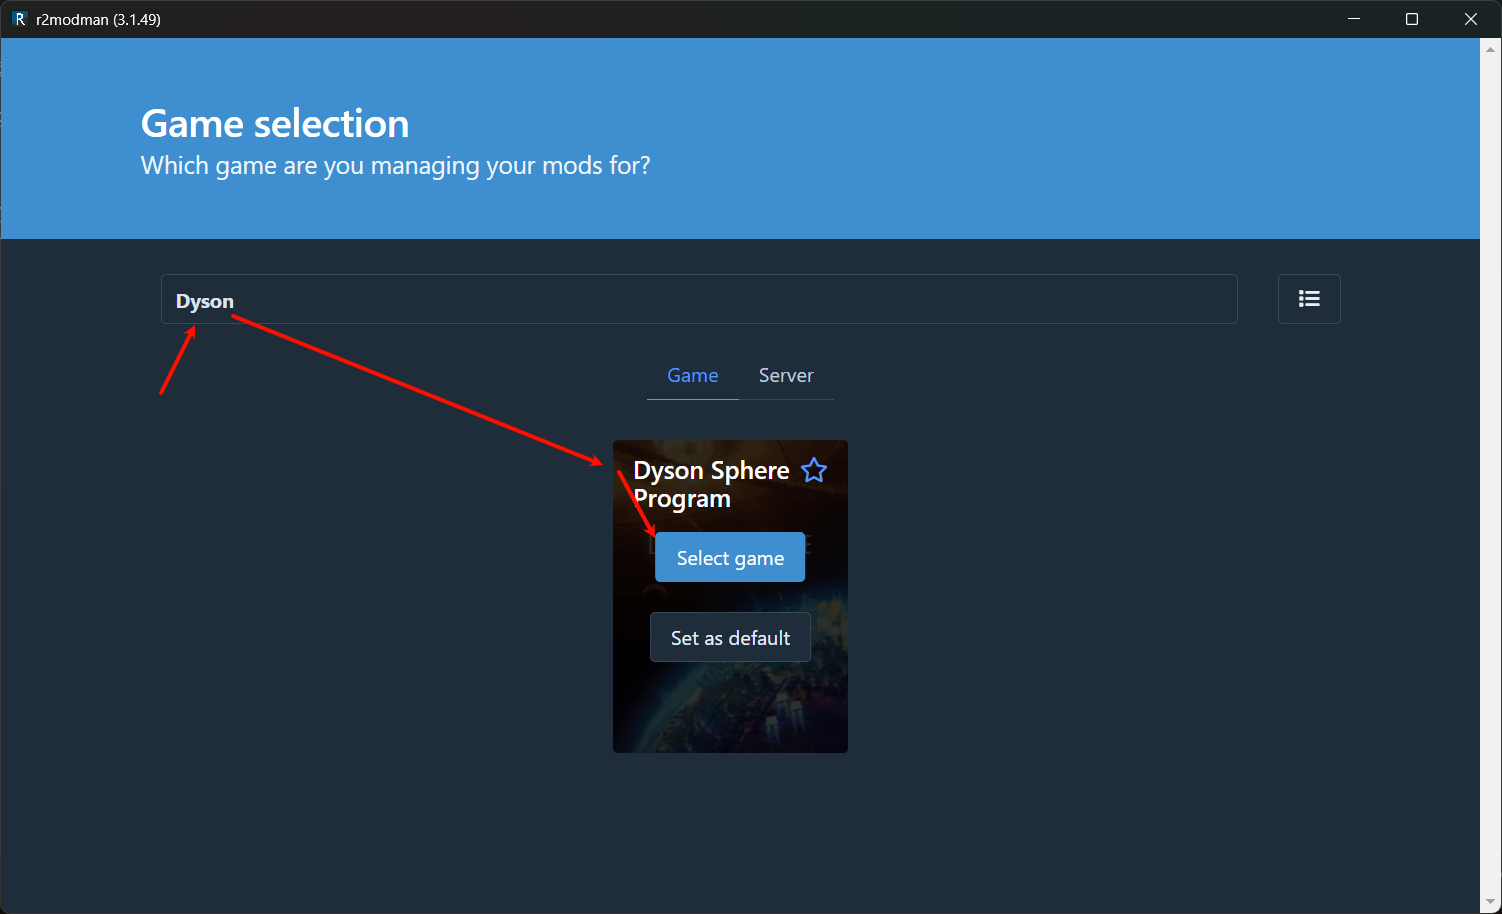 r2modman (3.1.49)
Game selection
Which game are you managing your mods for?
Dyson
Game
Server
Dyson Sphere
Program
Select game
Set as default